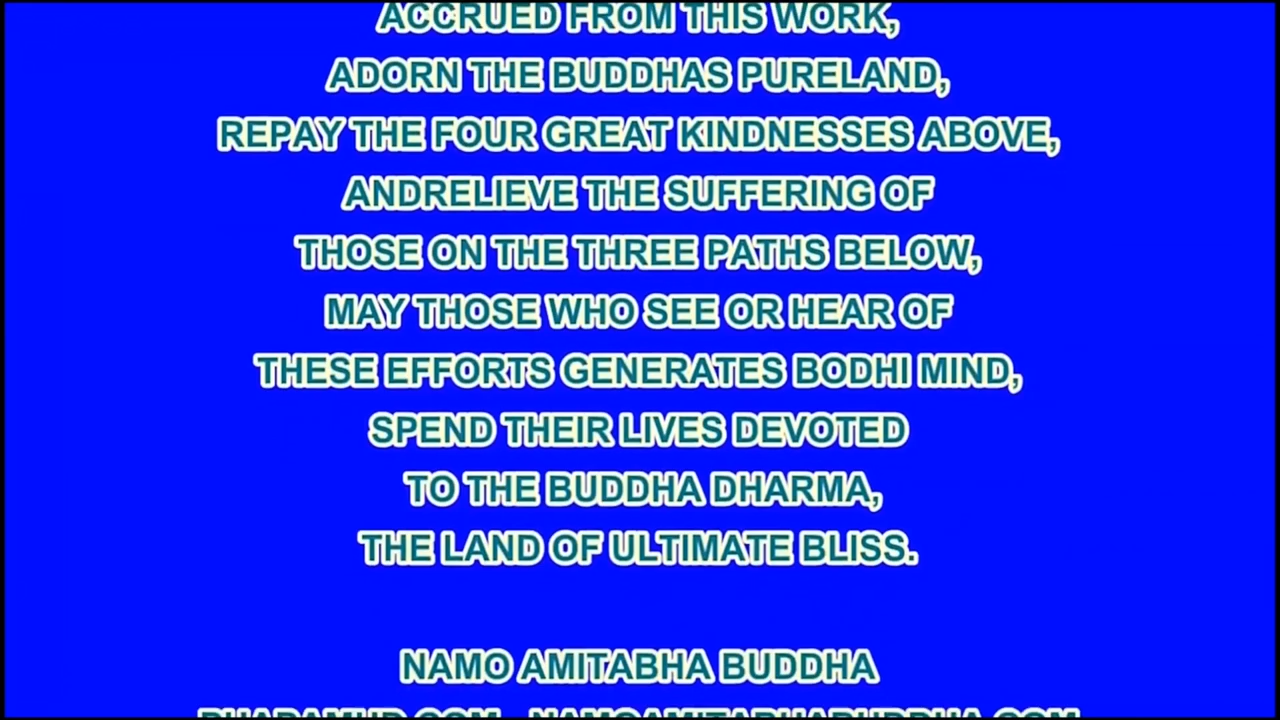 ACCRUED FROM THIS WORK,
ADORN THE BUDDHAS PURELAND,
REPAY THE FOUR GREAT KINDNESSES ABOVE,
ANDRELIEVE THE SUFFERING OF
THOSE ON THE THREE PATHS BELOW,
MAY THOSE WHO SEE OR HEAR OF
THESE EFFORTS GENERATES BODHI MIND,
SPEND THEIR LIVES DEVOTED
TO THE BUDDHA DHARMA,
THE LAND OF ULTIMATE BLISS.
NAMO AMITABHA BUDDHA